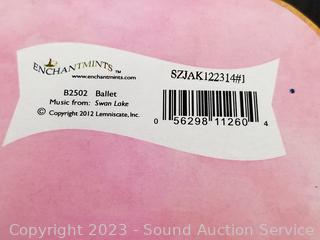 ENCHANTMINTS™
www.enchantmints.com
B2502 Ballet
Music from: Swan Lake
© Copyright 2012 Lemniscate, Inc.
SZJAK122314#1
0 56298 11260 4
Copyright 2023 - Sound Auction Service